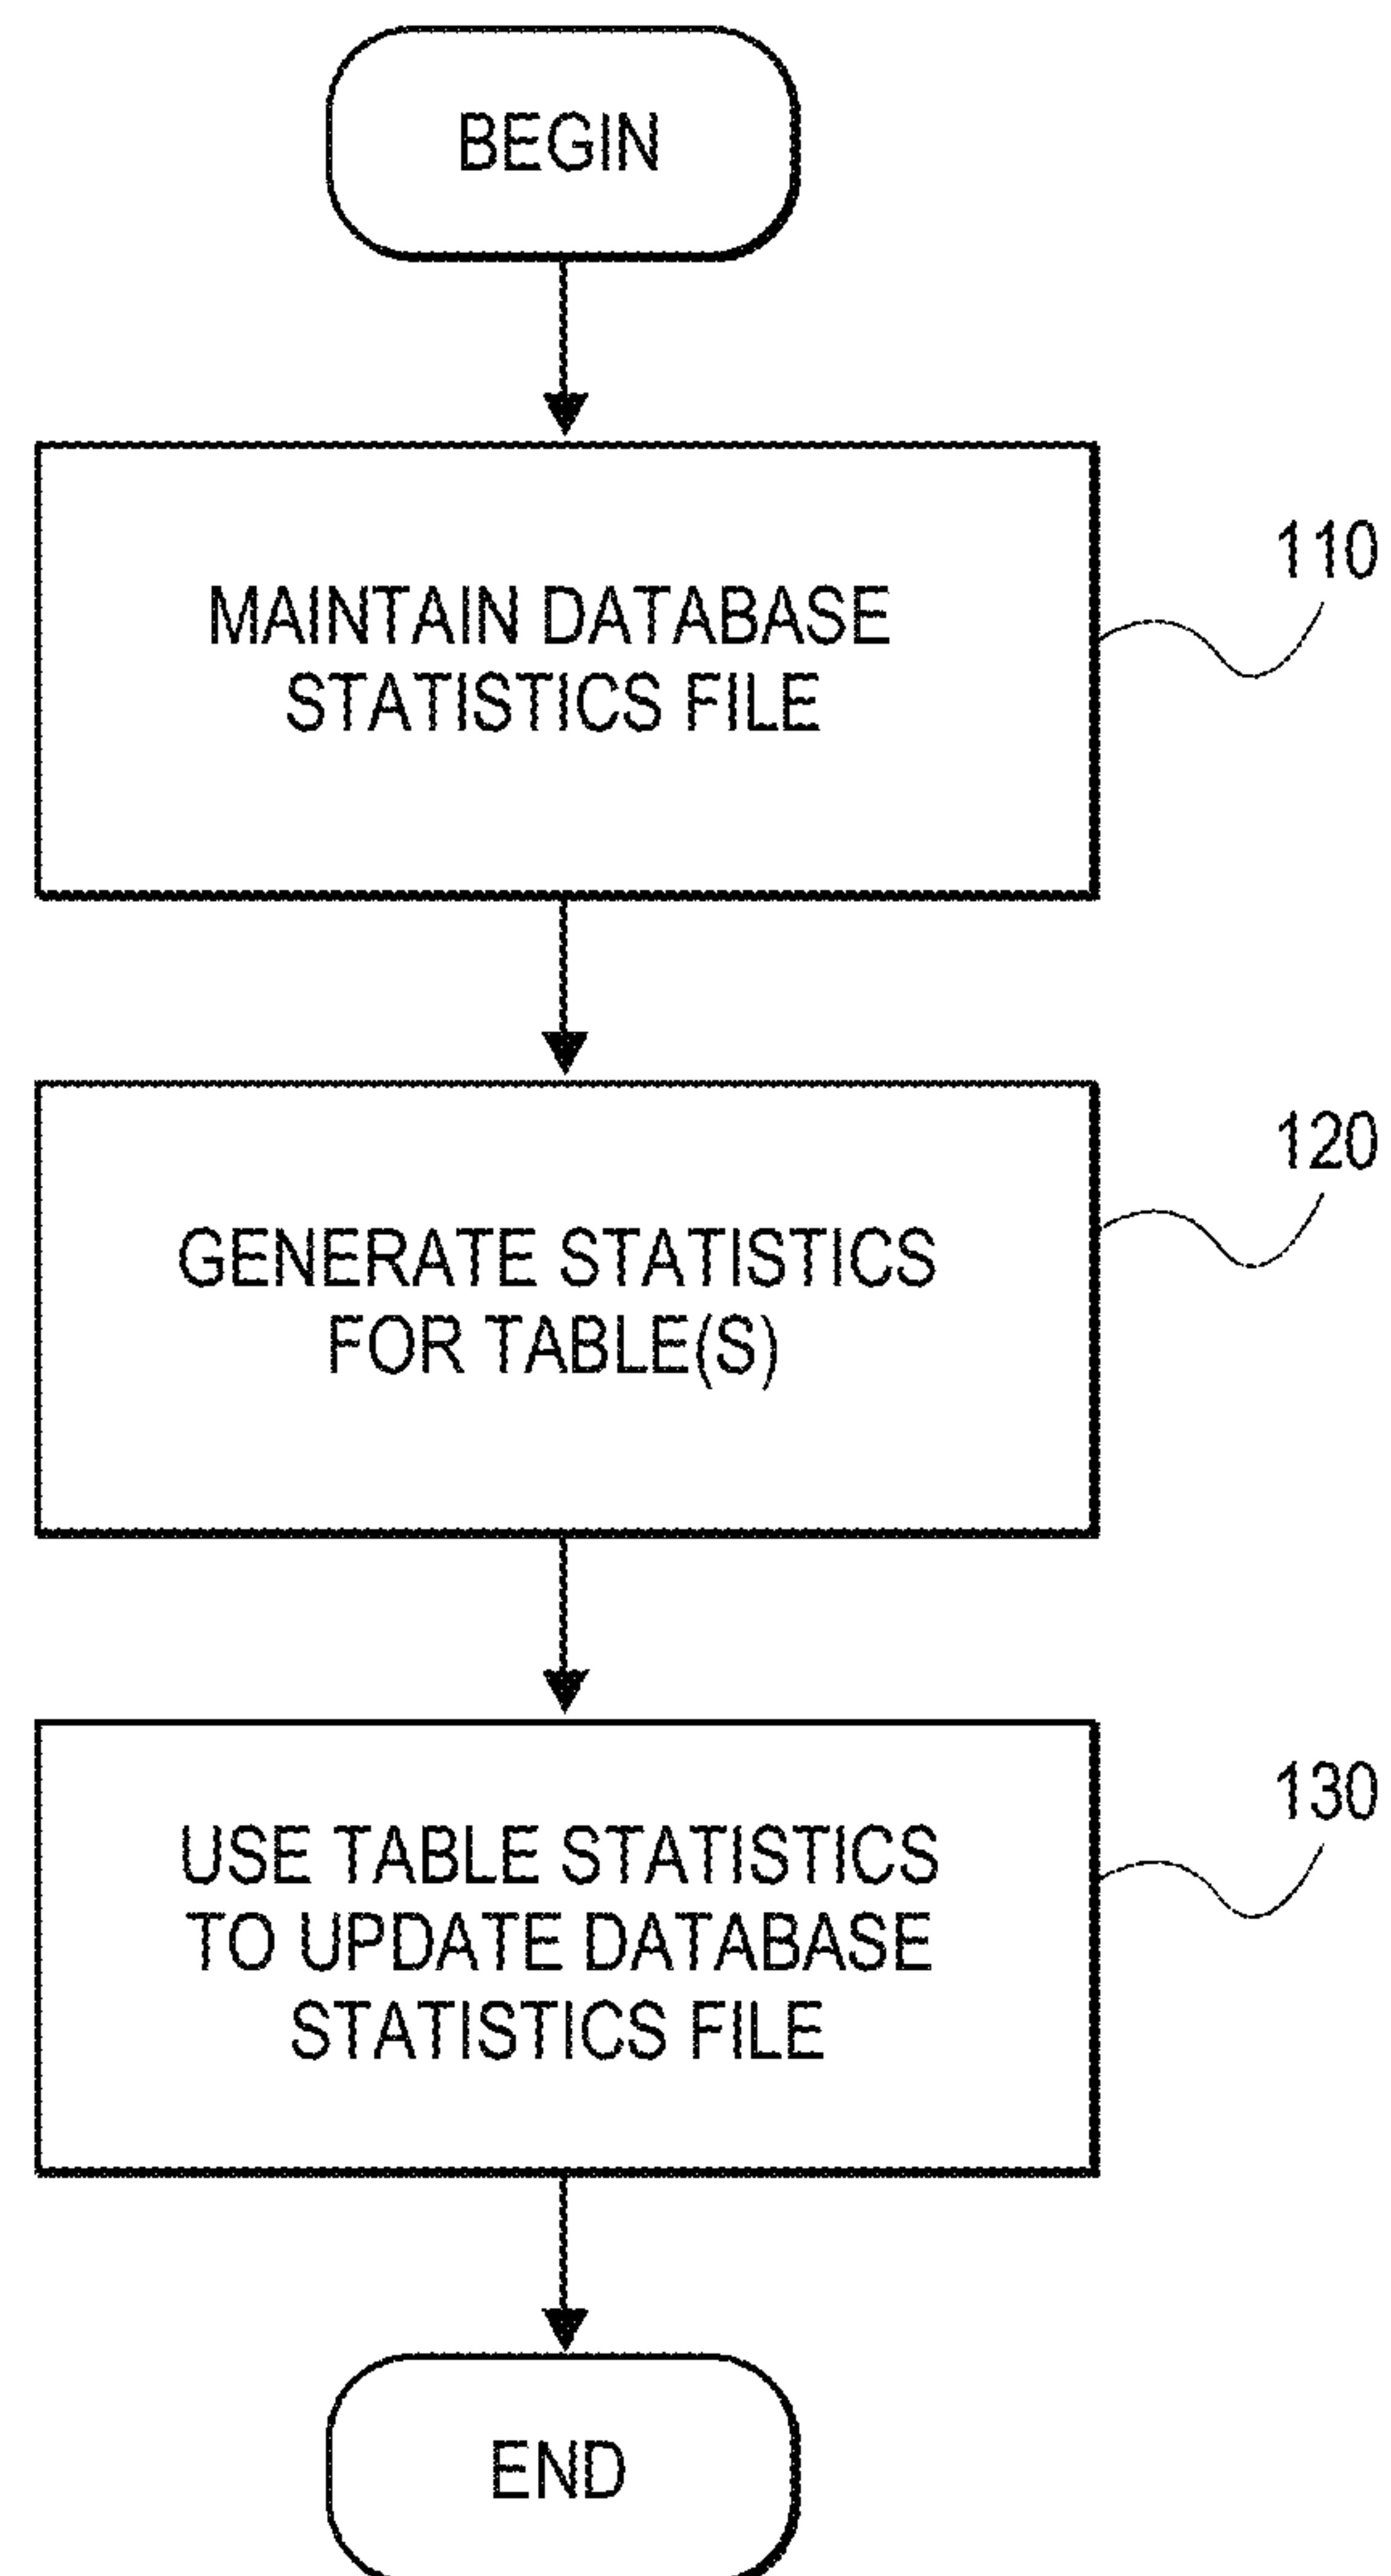 BEGIN
MAINTAIN DATABASE
STATISTICS FILE
110
GENERATE STATISTICS
FOR TABLE(S)
120
USE TABLE STATISTICS
TO UPDATE DATABASE
STATISTICS FILE
130
END